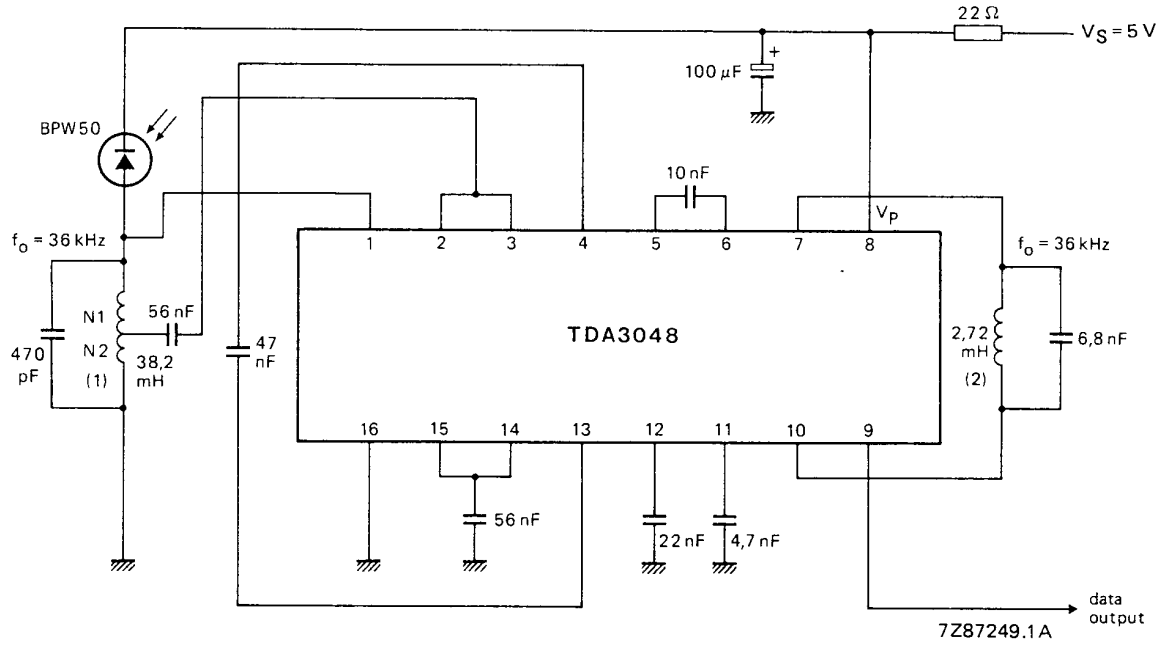 22 Ω
V_S = 5 V
+
100 μF
BPW50
10 nF
V_P
1 2 3 4 5 6 7 8
f_o = 36 kHz
f_o = 36 kHz
N1
56 nF
470
pF
N2
(1)
38,2
mH
47
nF
TDA3048
2,72
mH
(2)
6,8 nF
16 15 14 13 12 11 10 9
56 nF
22 nF
4,7 nF
data
output
7Z87249.1A